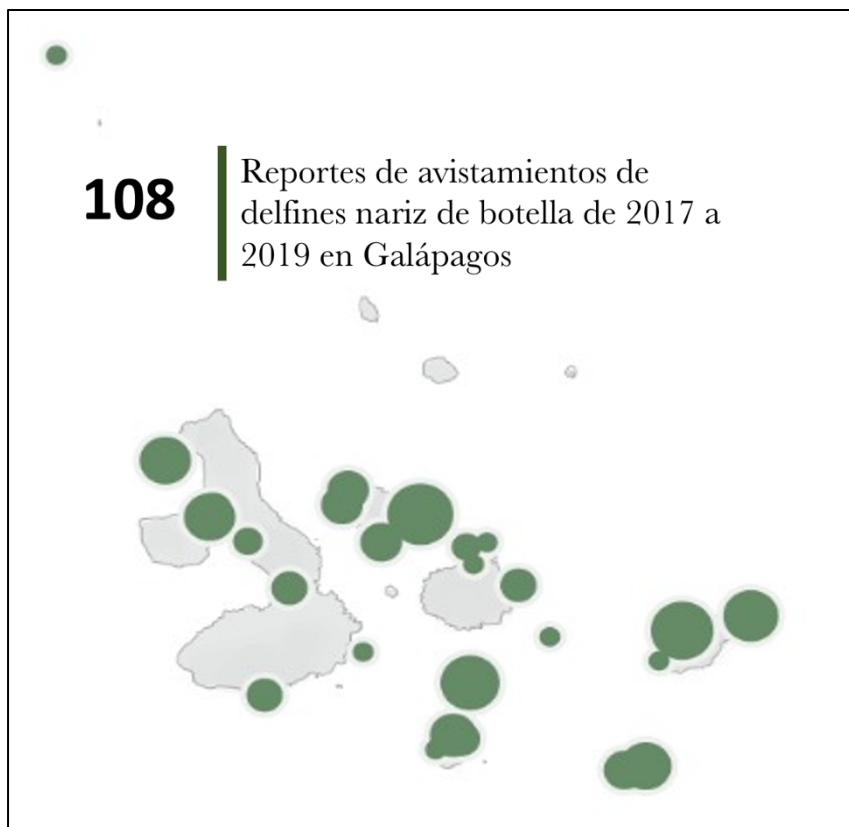 108
Reportes de avistamientos de
delfines nariz de botella de 2017 a
2019 en Galápagos